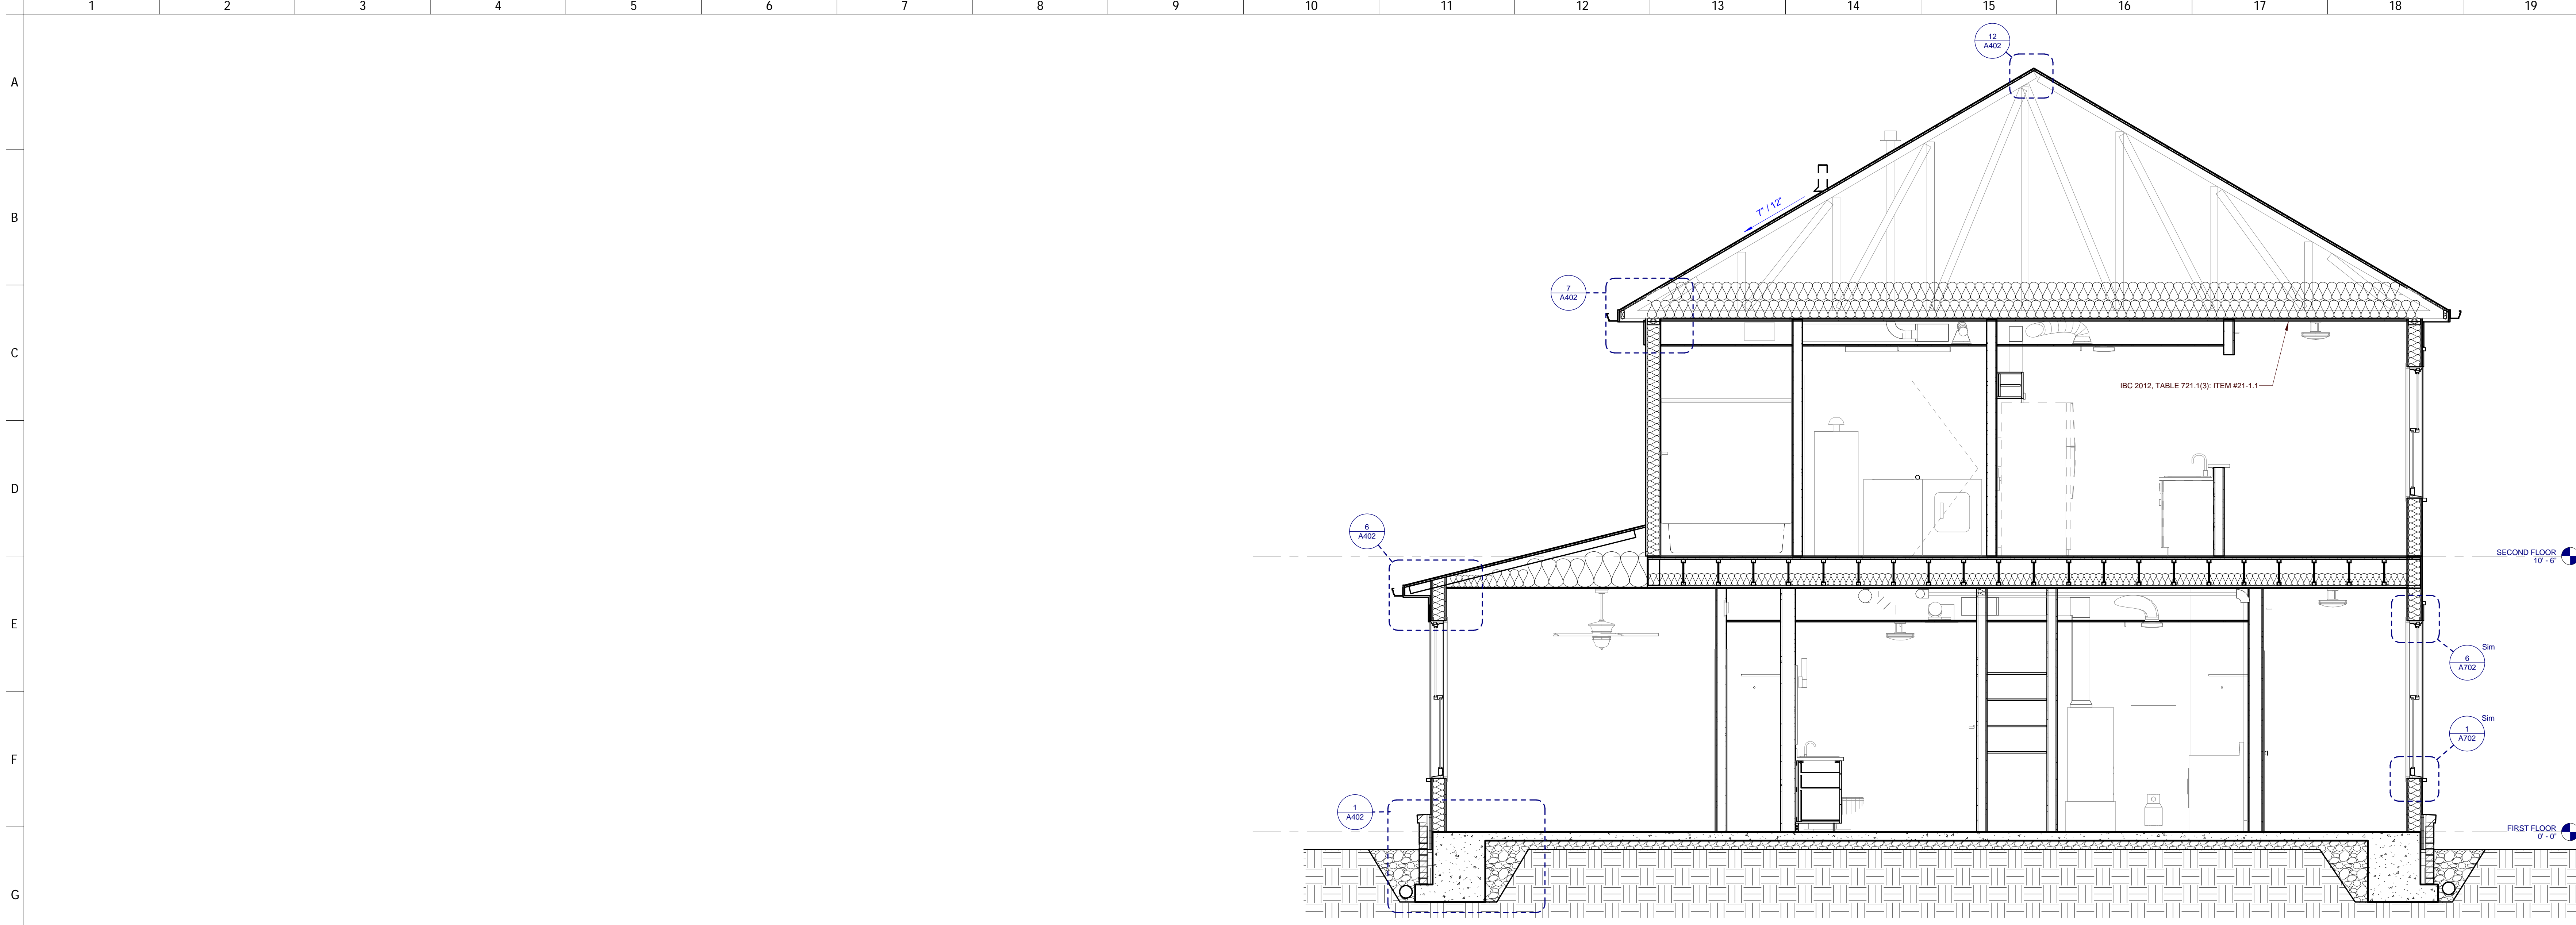 1 2 3 4 5 6 7 8 9 10 11 12 13 14 15 16 17 18 19
12
A402
A
7" / 12"
B
7
A402
C
IBC 2012, TABLE 721.1(3): ITEM #21-1.1
D
6
A402
SECOND FLOOR
10' - 6"
E
Sim
6
A702
Sim
1
A702
F
1
A402
FIRST FLOOR
0' - 0"
G